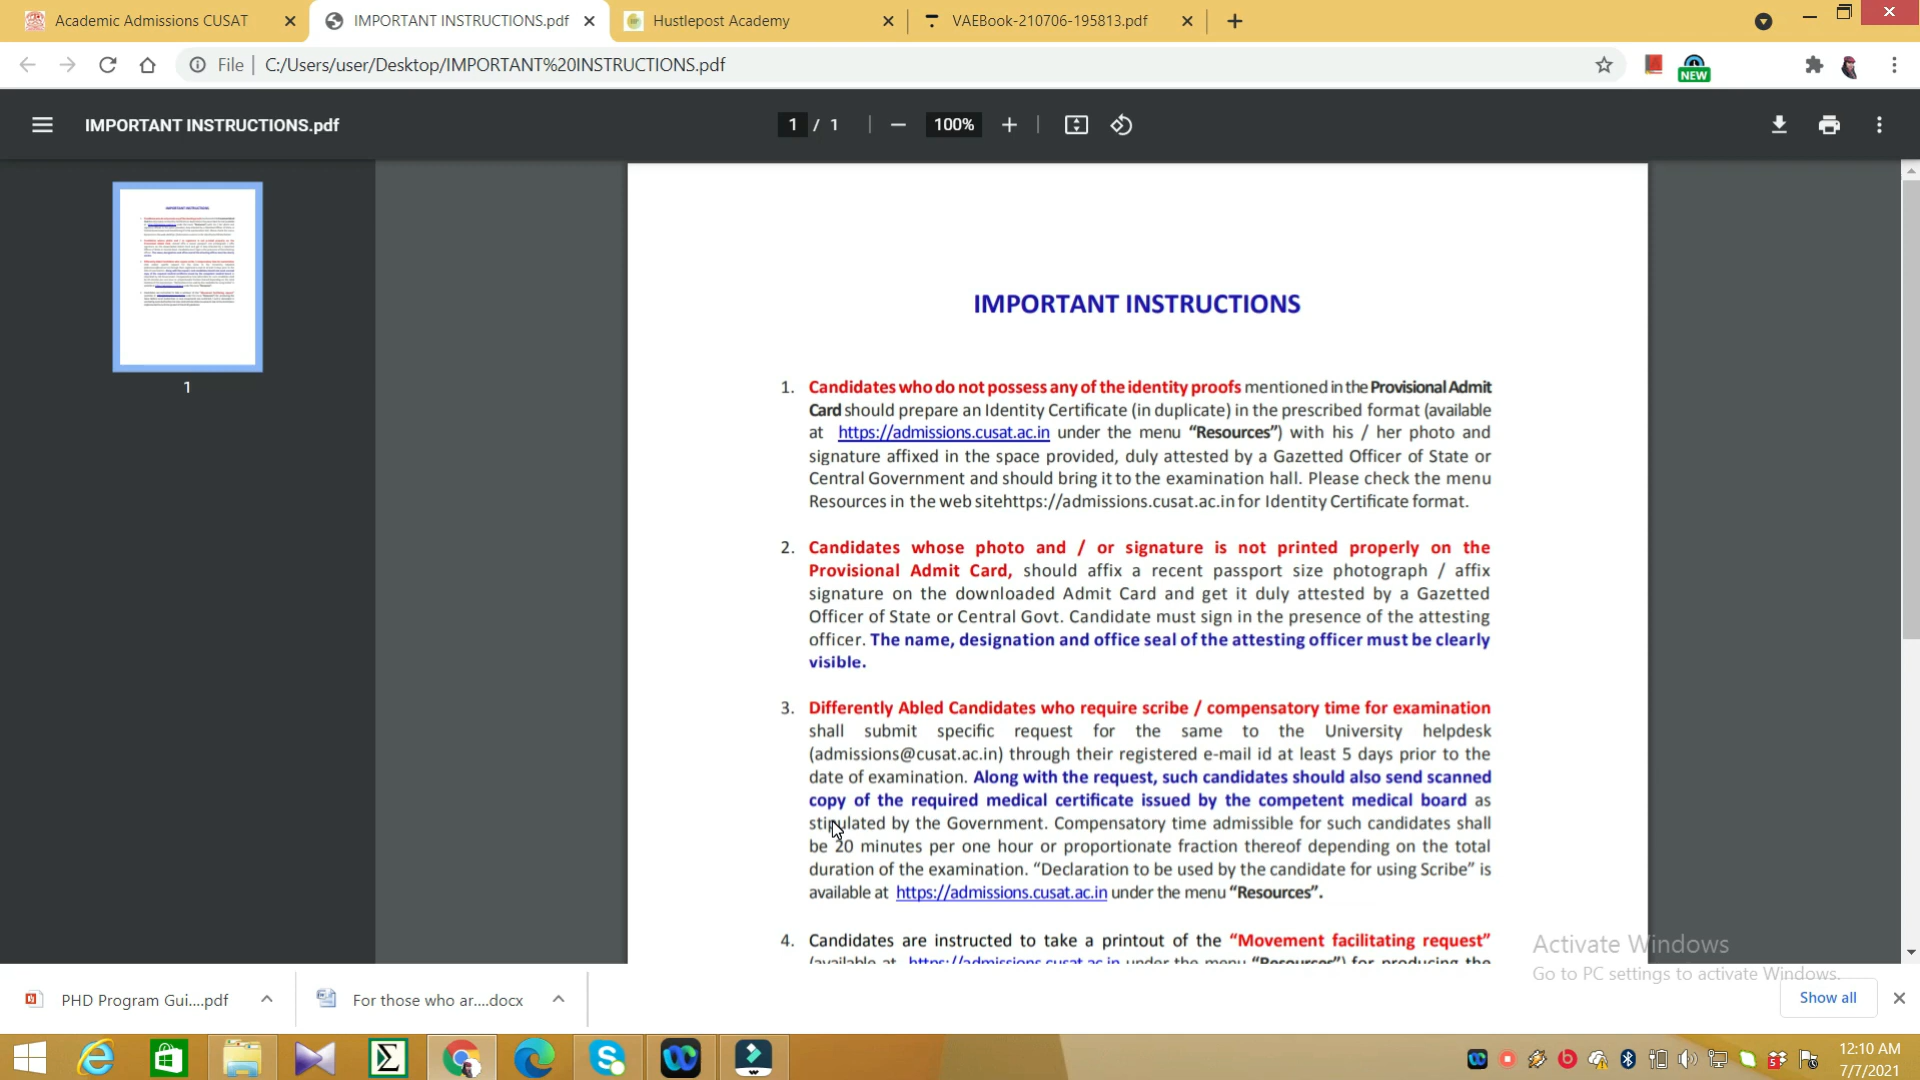 Academic Admissions CUSAT
IMPORTANT INSTRUCTIONS.pdf
Hustlepost Academy
VAEBook-210706-195813.pdf
File
C:/Users/user/Desktop/IMPORTANT%20INSTRUCTIONS.pdf
NEW
IMPORTANT INSTRUCTIONS.pdf
1 / 1
100%
1
IMPORTANT INSTRUCTIONS
1. Candidates who do not possess any of the identity proofs mentioned in the Provisional Admit
Card should prepare an Identity Certificate (in duplicate) in the prescribed format (available
at https://admissions.cusat.ac.in under the menu “Resources”) with his / her photo and
signature affixed in the space provided, duly attested by a Gazetted Officer of State or
Central Government and should bring it to the examination hall. Please check the menu
Resources in the web sitehttps://admissions.cusat.ac.in for Identity Certificate format.
2. Candidates whose photo and / or signature is not printed properly on the
Provisional Admit Card, should affix a recent passport size photograph / affix
signature on the downloaded Admit Card and get it duly attested by a Gazetted
Officer of State or Central Govt. Candidate must sign in the presence of the attesting
officer. The name, designation and office seal of the attesting officer must be clearly
visible.
3. Differently Abled Candidates who require scribe / compensatory time for examination
shall submit specific request for the same to the University helpdesk
(admissions@cusat.ac.in) through their registered e-mail id at least 5 days prior to the
date of examination. Along with the request, such candidates should also send scanned
copy of the required medical certificate issued by the competent medical board as
stipulated by the Government. Compensatory time admissible for such candidates shall
be 20 minutes per one hour or proportionate fraction thereof depending on the total
duration of the examination. “Declaration to be used by the candidate for using Scribe” is
available at https://admissions.cusat.ac.in under the menu “Resources”.
4. Candidates are instructed to take a printout of the “Movement facilitating request”
(available at https://admissions.cusat.ac.in under the menu “Resources”) for producing the
Activate Windows
Go to PC settings to activate Windows.
PHD Program Gui....pdf
For those who ar....docx
Show all
12:10 AM
7/7/2021